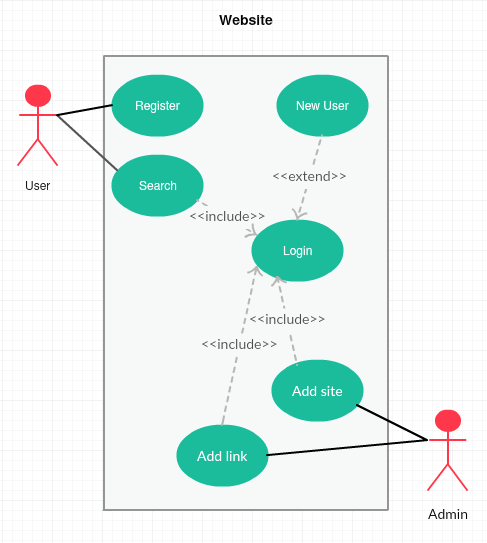 Website
Register
New User
<<extend>>
User
Search
<<include>>
Login
<<include>>
<<include>>
Add site
Add link
Admin